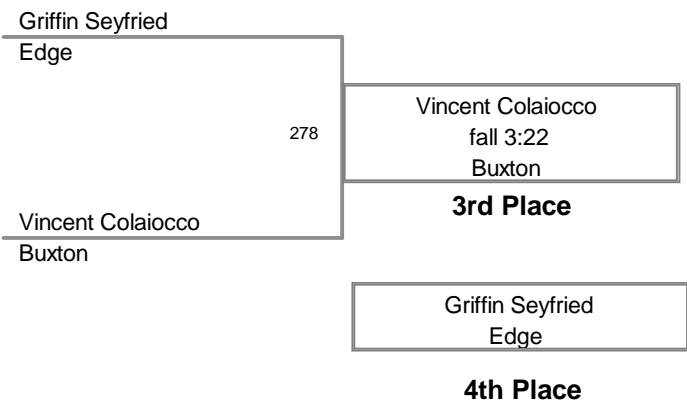 Griffin Seyfried
Edge
278
Vincent Colaiocco
fall 3:22
Buxton
3rd Place
Vincent Colaiocco
Buxton
Griffin Seyfried
Edge
4th Place